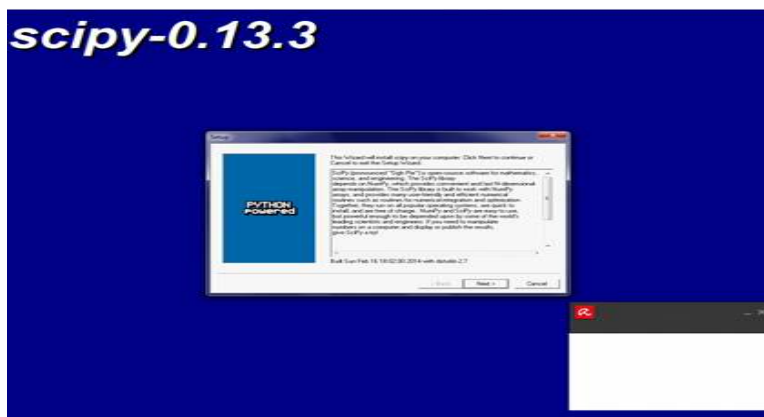 scipy-0.13.3
Setup
This Wizard will install scipy on your computer. Click Next to continue or
Cancel to exit the Setup Wizard.
SciPy (pronounced "Sigh Pie") is open-source software for mathematics,
science, and engineering. The SciPy library
depends on NumPy, which provides convenient and fast N-dimensional
array manipulation. The SciPy library is built to work with NumPy
arrays, and provides many user-friendly and efficient numerical
routines such as routines for numerical integration and optimization.
Together, they run on all popular operating systems, are quick to
install, and are free of charge. NumPy and SciPy are easy to use,
but powerful enough to be depended upon by some of the world's
leading scientists and engineers. If you need to manipulate
numbers on a computer and display or publish the results,
give SciPy a try!
PYTHON
Powered
Built Sun Feb 16 2014 with distutils-2.7
< Back
Next >
Cancel